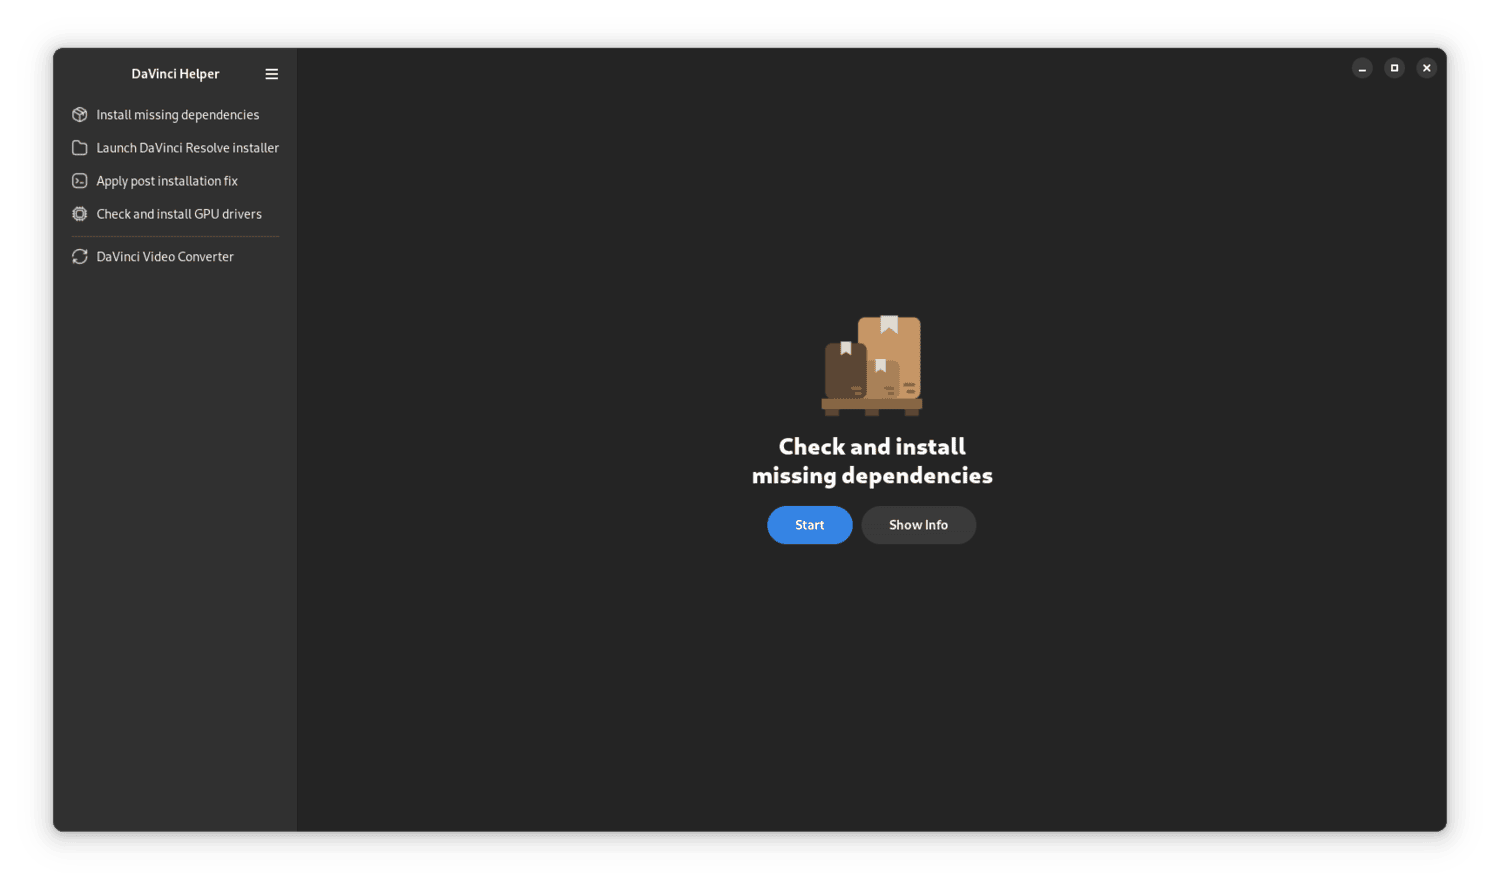 DaVinci Helper
Install missing dependencies
Launch DaVinci Resolve installer
Apply post installation fix
Check and install GPU drivers
DaVinci Video Converter
Check and install
missing dependencies
Start
Show Info